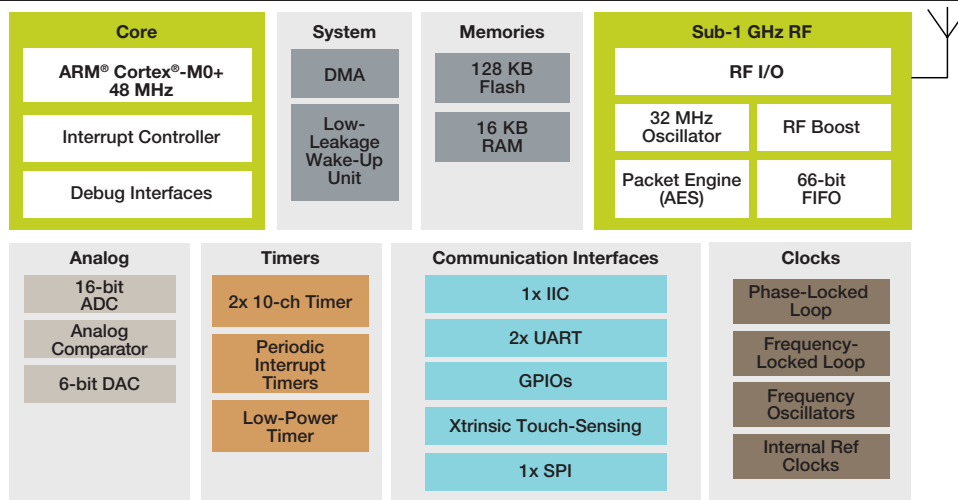 Core
ARM® Cortex®-M0+
48 MHz
Interrupt Controller
Debug Interfaces
System
DMA
Low-
Leakage
Wake-Up
Unit
Memories
128 KB
Flash
16 KB
RAM
Sub-1 GHz RF
RF I/O
32 MHz
Oscillator
RF Boost
Packet Engine
(AES)
66-bit
FIFO
Analog
16-bit
ADC
Analog
Comparator
6-bit DAC
Timers
2x 10-ch Timer
Periodic
Interrupt
Timers
Low-Power
Timer
Communication Interfaces
1x IIC
2x UART
GPIOs
Xtrinsic Touch-Sensing
1x SPI
Clocks
Phase-Locked
Loop
Frequency-
Locked Loop
Frequency
Oscillators
Internal Ref
Clocks